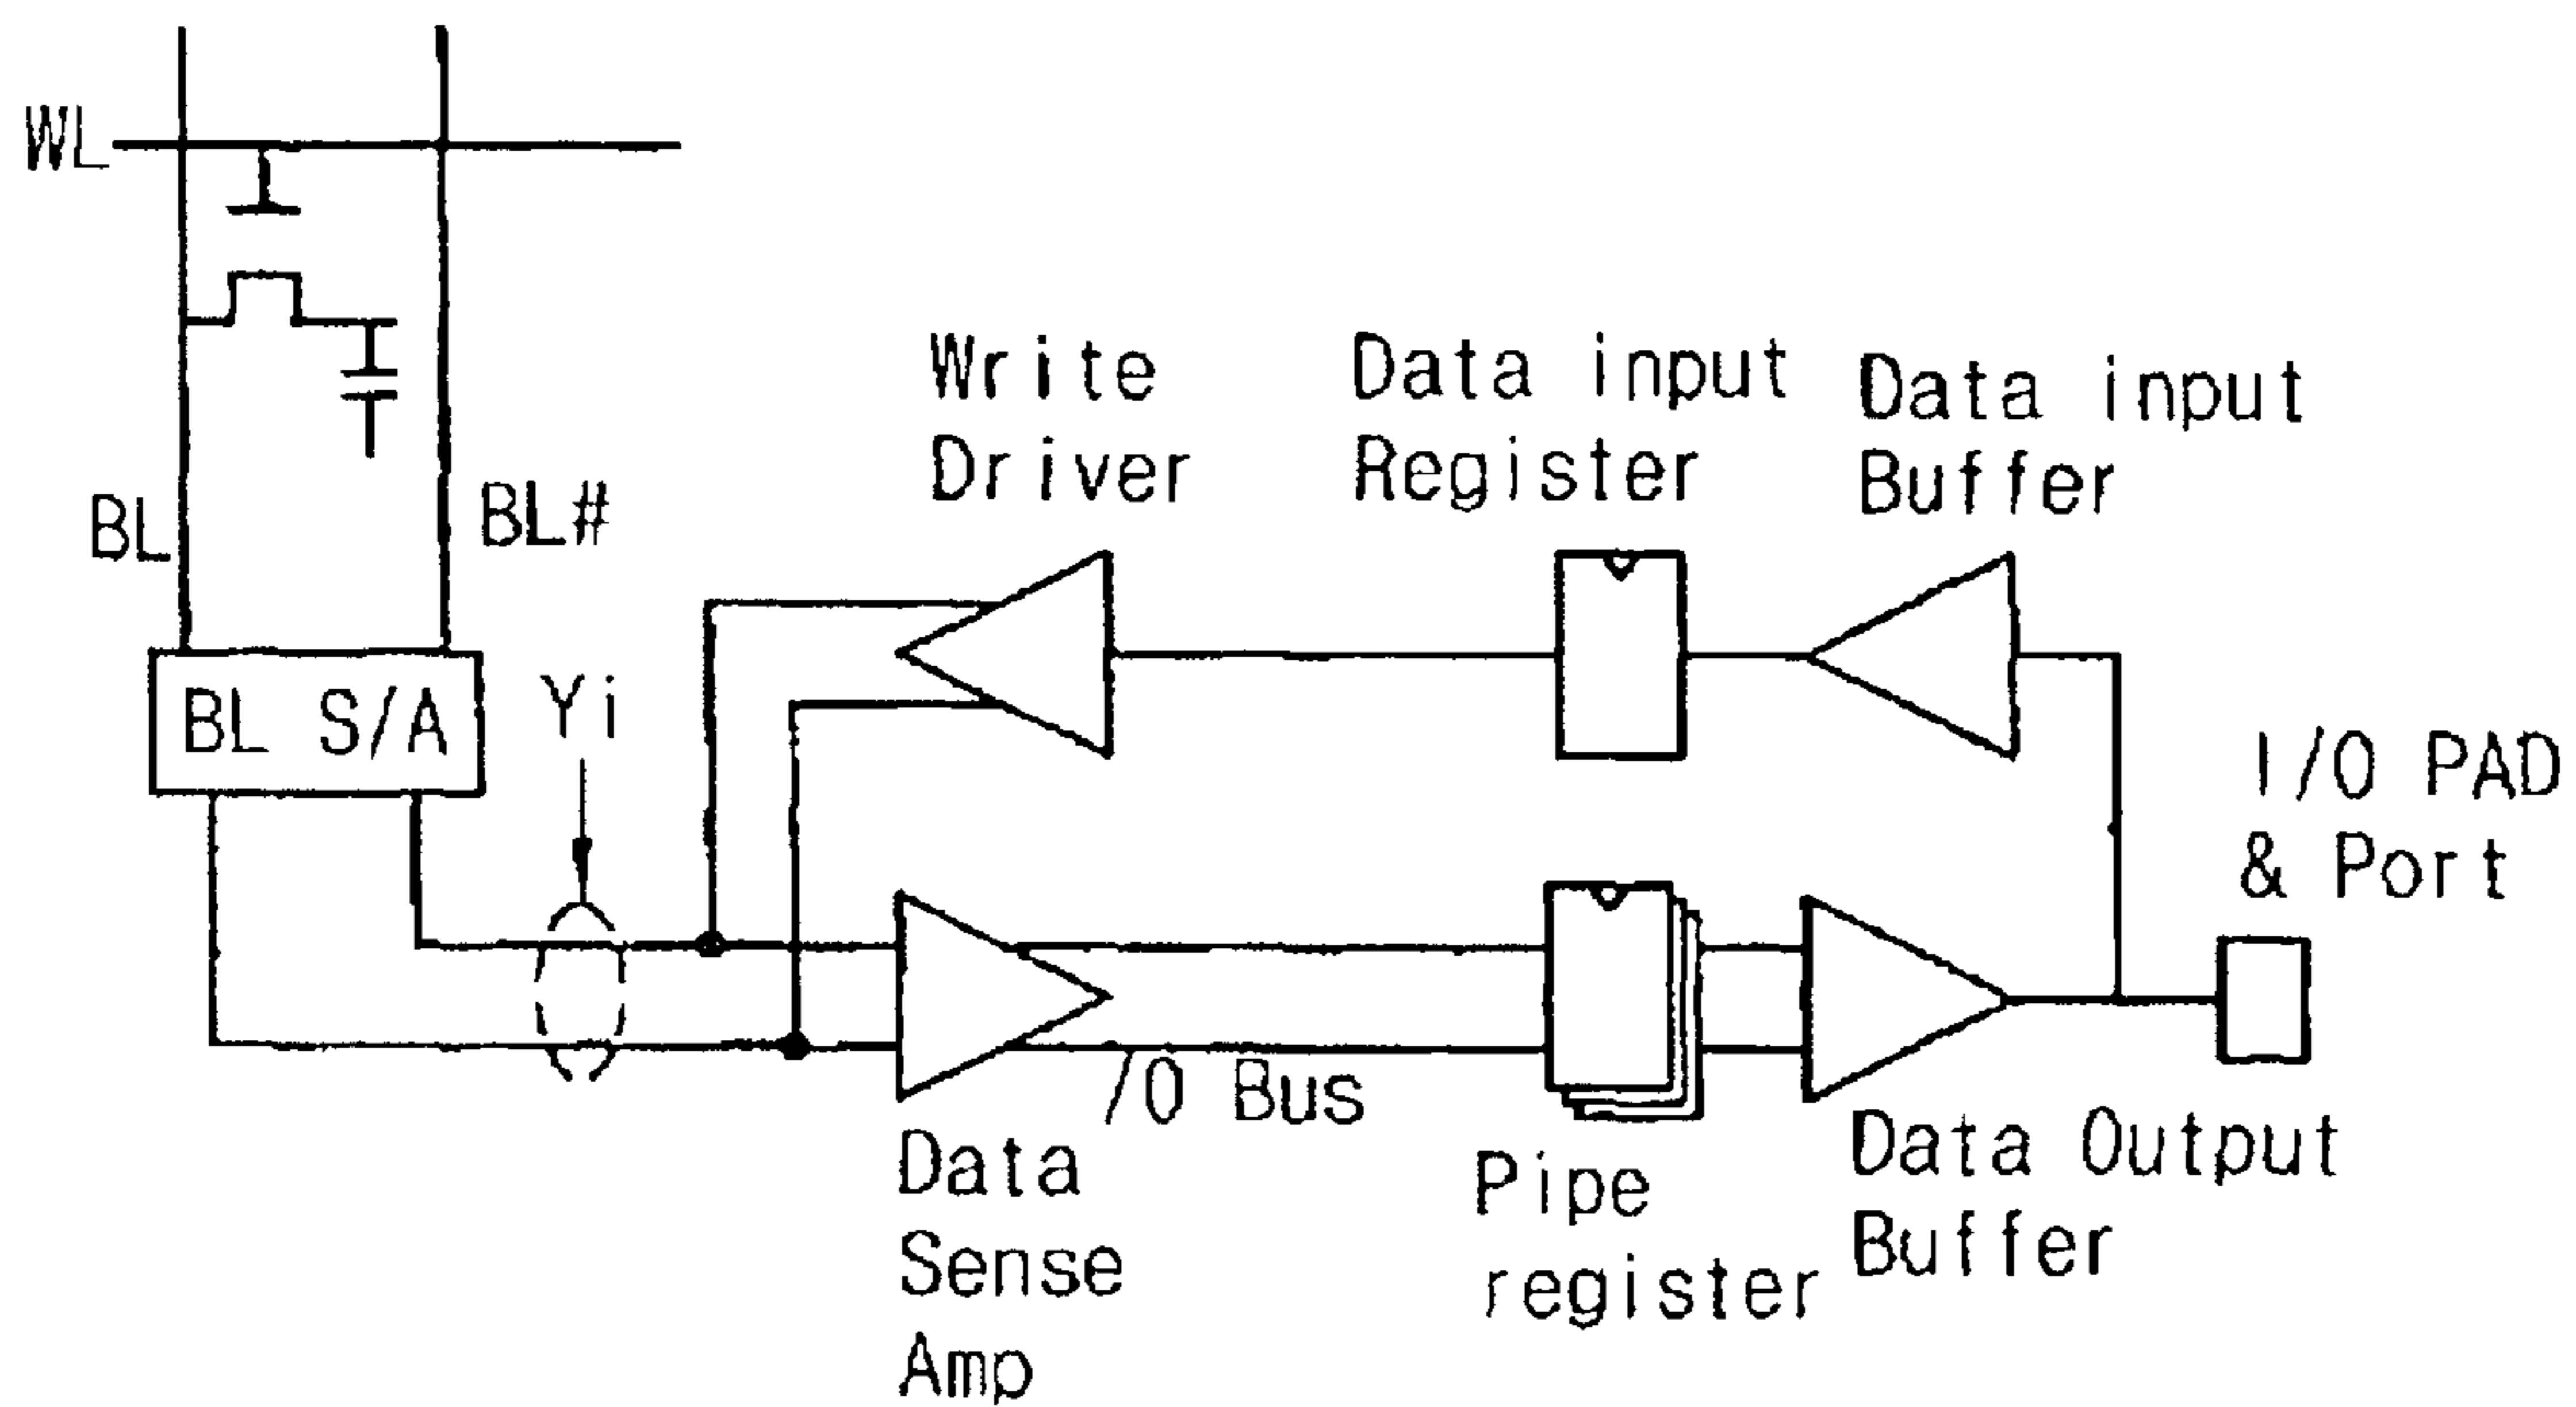 WL
BL
BL#
Write
Driver
Data input
Register
Data input
Buffer
BL S/A
Yi
I/O PAD
& Port
/O Bus
Data
Sense
Amp
Pipe
register
Data Output
Buffer